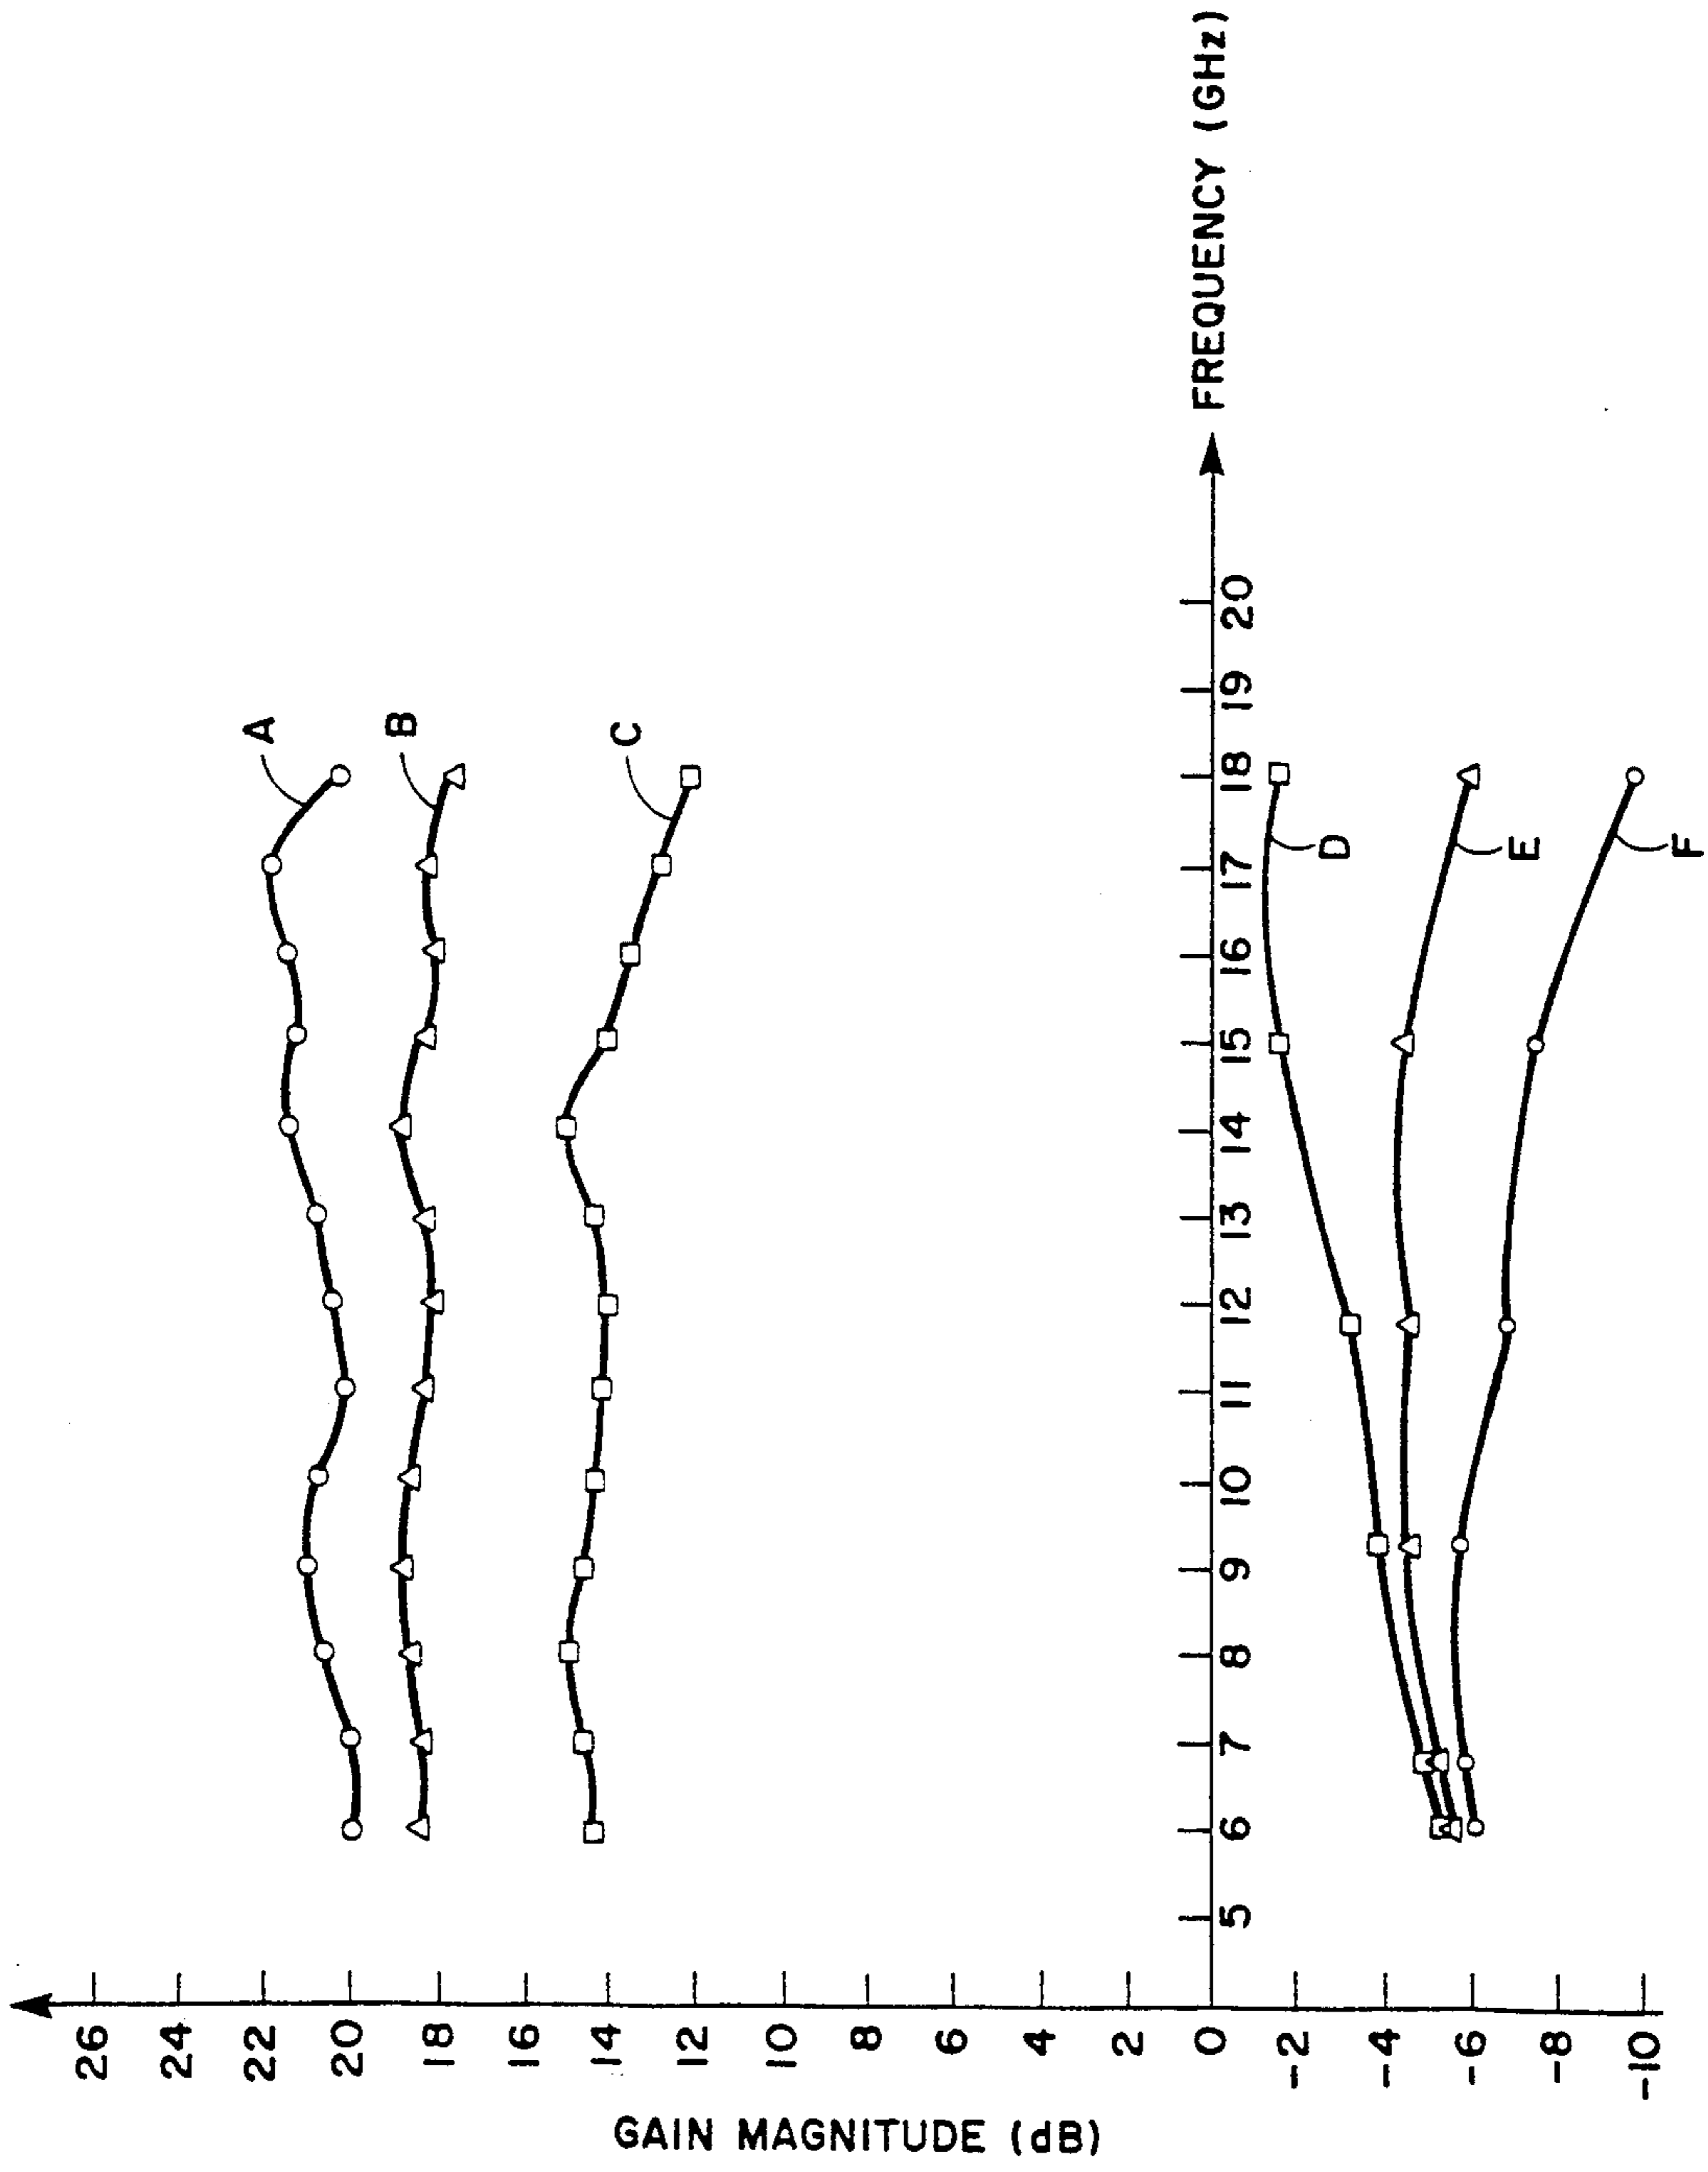 GAIN MAGNITUDE (dB)
26
24
22
20
18
16
14
12
10
8
6
4
2
0
-2
-4
-6
-8
-10
A
B
C
D
E
F
5 6 7 8 9 10 11 12 13 14 15 16 17 18 19 20
FREQUENCY (GHz)